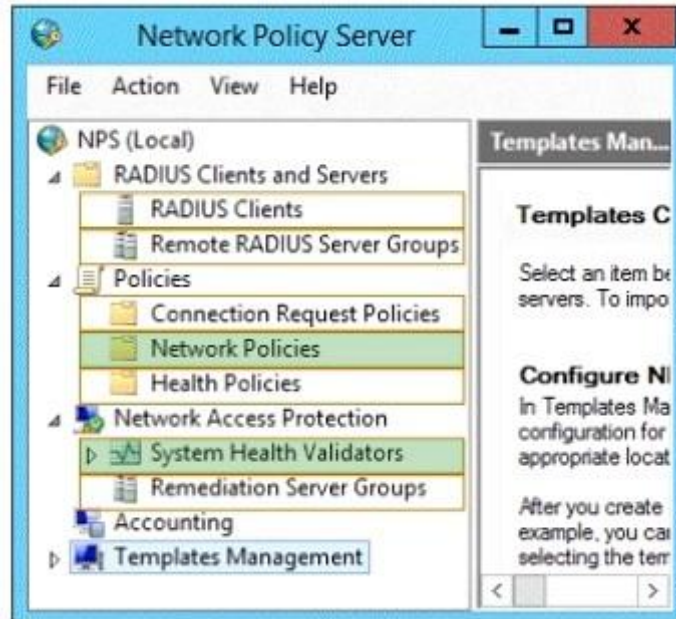 Network Policy Server
File Action View Help
NPS (Local)
RADIUS Clients and Servers
RADIUS Clients
Remote RADIUS Server Groups
Policies
Connection Request Policies
Network Policies
Health Policies
Network Access Protection
System Health Validators
Remediation Server Groups
Accounting
Templates Management
Templates Man...
Templates C
Select an item be
servers. To impo
Configure N
In Templates Ma
configuration for
appropriate locat
After you create
example, you ca
selecting the tem